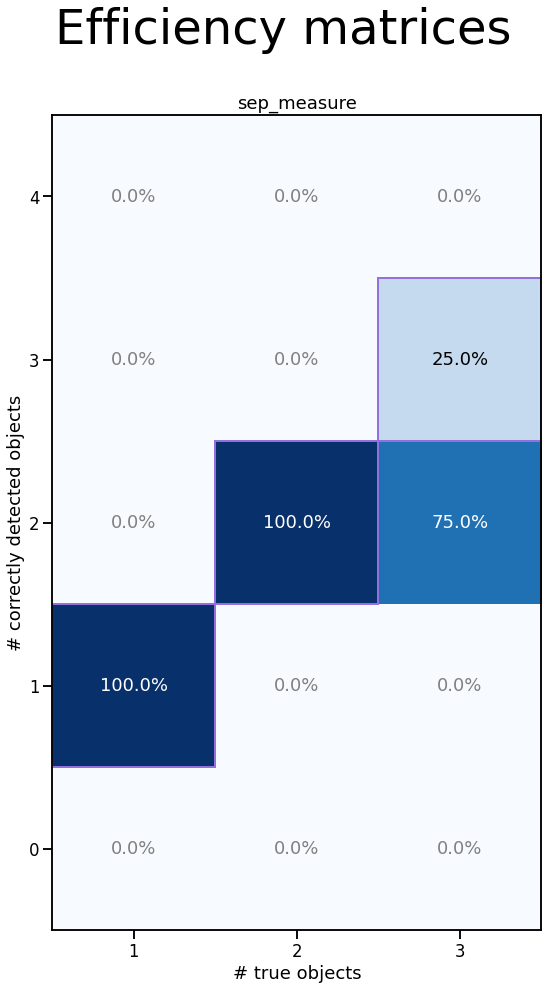 Efficiency matrices
sep_measure
4 0.0% 0.0% 0.0%
3 0.0% 0.0% 25.0%
# correctly detected objects
2 0.0% 100.0% 75.0%
1 100.0% 0.0% 0.0%
0 0.0% 0.0% 0.0%
1 2 3
# true objects